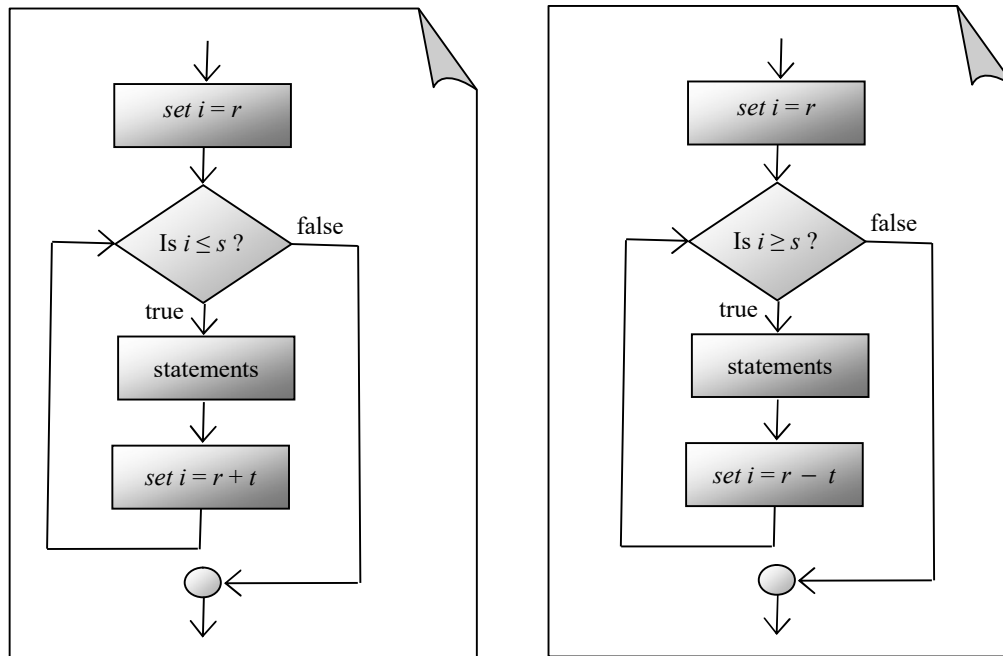 set i = r
Is i ≤ s ?
false
true
statements
set i = r + t
set i = r
Is i ≥ s ?
false
true
statements
set i = r − t